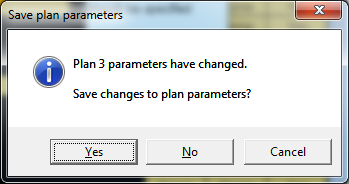 Save plan parameters
Plan 3 parameters have changed.
Save changes to plan parameters?
Yes
No
Cancel